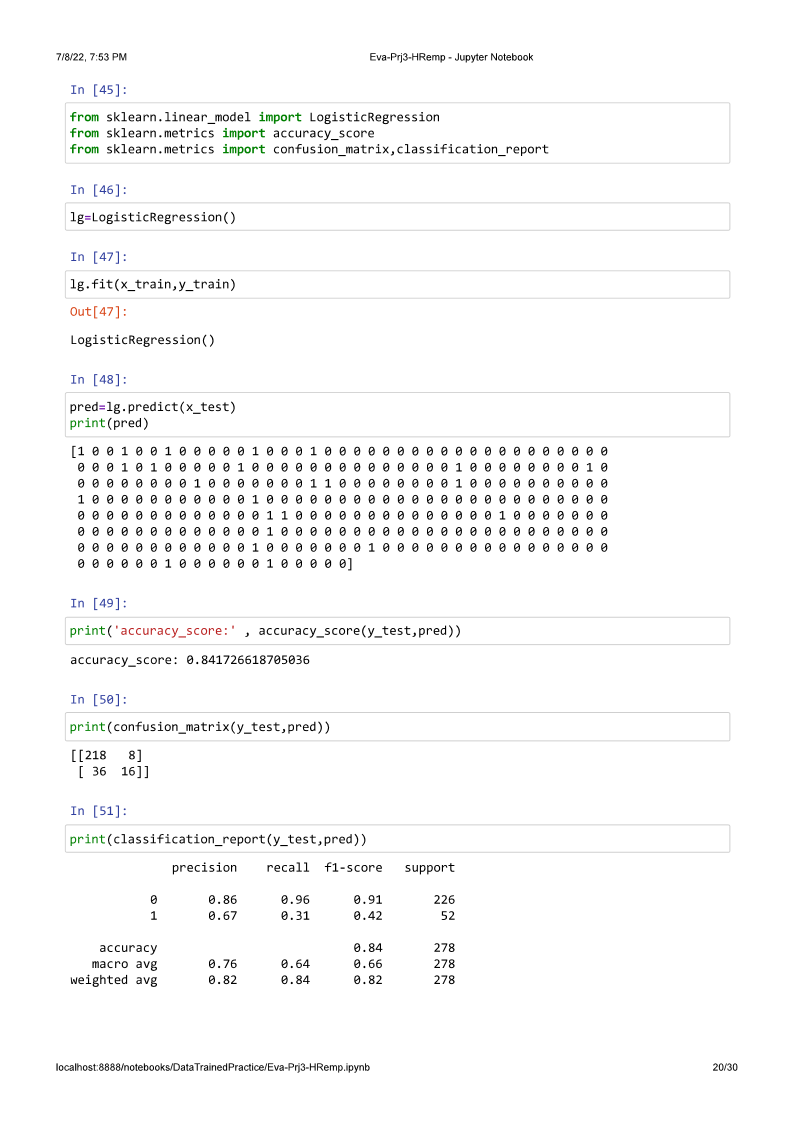 7/8/22, 7:53 PM Eva-Prj3-HRemp - Jupyter Notebook
In [45]:
from sklearn.linear_model import LogisticRegression
from sklearn.metrics import accuracy_score
from sklearn.metrics import confusion_matrix,classification_report
In [46]:
lg=LogisticRegression()
In [47]:
lg.fit(x_train,y_train)
Out[47]:
LogisticRegression()
In [48]:
pred=lg.predict(x_test)
print(pred)
[1 0 0 1 0 0 1 0 0 0 0 0 1 0 0 0 1 0 0 0 0 0 0 0 0 0 0 0 0 0 0 0 0 0 0 0 0
0 0 0 1 0 1 0 0 0 0 0 1 0 0 0 0 0 0 0 0 0 0 0 0 0 0 1 0 0 0 0 0 0 0 0 1 0
0 0 0 0 0 0 0 0 1 0 0 0 0 0 0 0 1 1 0 0 0 0 0 0 0 0 1 0 0 0 0 0 0 0 0 0 0
1 0 0 0 0 0 0 0 0 0 0 0 1 0 0 0 0 0 0 0 0 0 0 0 0 0 0 0 0 0 0 0 0 0 0 0 0
0 0 0 0 0 0 0 0 0 0 0 0 0 1 1 0 0 0 0 0 0 0 0 0 0 0 0 0 0 1 0 0 0 0 0 0 0
0 0 0 0 0 0 0 0 0 0 0 0 0 1 0 0 0 0 0 0 0 0 0 0 0 0 0 0 0 0 0 0 0 0 0 0 0
0 0 0 0 0 0 0 0 0 0 0 0 1 0 0 0 0 0 0 0 1 0 0 0 0 0 0 0 0 0 0 0 0 0 0 0 0
0 0 0 0 0 0 1 0 0 0 0 0 0 1 0 0 0 0 0]
In [49]:
print('accuracy_score:' , accuracy_score(y_test,pred))
accuracy_score: 0.841726618705036
In [50]:
print(confusion_matrix(y_test,pred))
[[218 8]
[ 36 16]]
In [51]:
print(classification_report(y_test,pred))
precision recall f1-score support
0 0.86 0.96 0.91 226
1 0.67 0.31 0.42 52
accuracy 0.84 278
macro avg 0.76 0.64 0.66 278
weighted avg 0.82 0.84 0.82 278
localhost:8888/notebooks/DataTrainedPractice/Eva-Prj3-HRemp.ipynb 20/30